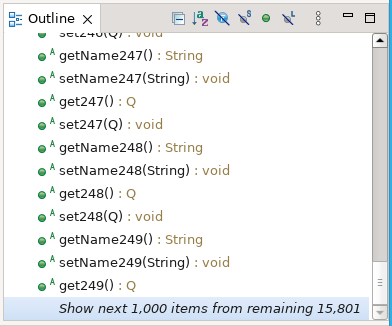 Outline
set246(Q) : void
getName247() : String
setName247(String) : void
get247() : Q
set247(Q) : void
getName248() : String
setName248(String) : void
get248() : Q
set248(Q) : void
getName249() : String
setName249(String) : void
get249() : Q
Show next 1,000 items from remaining 15,801